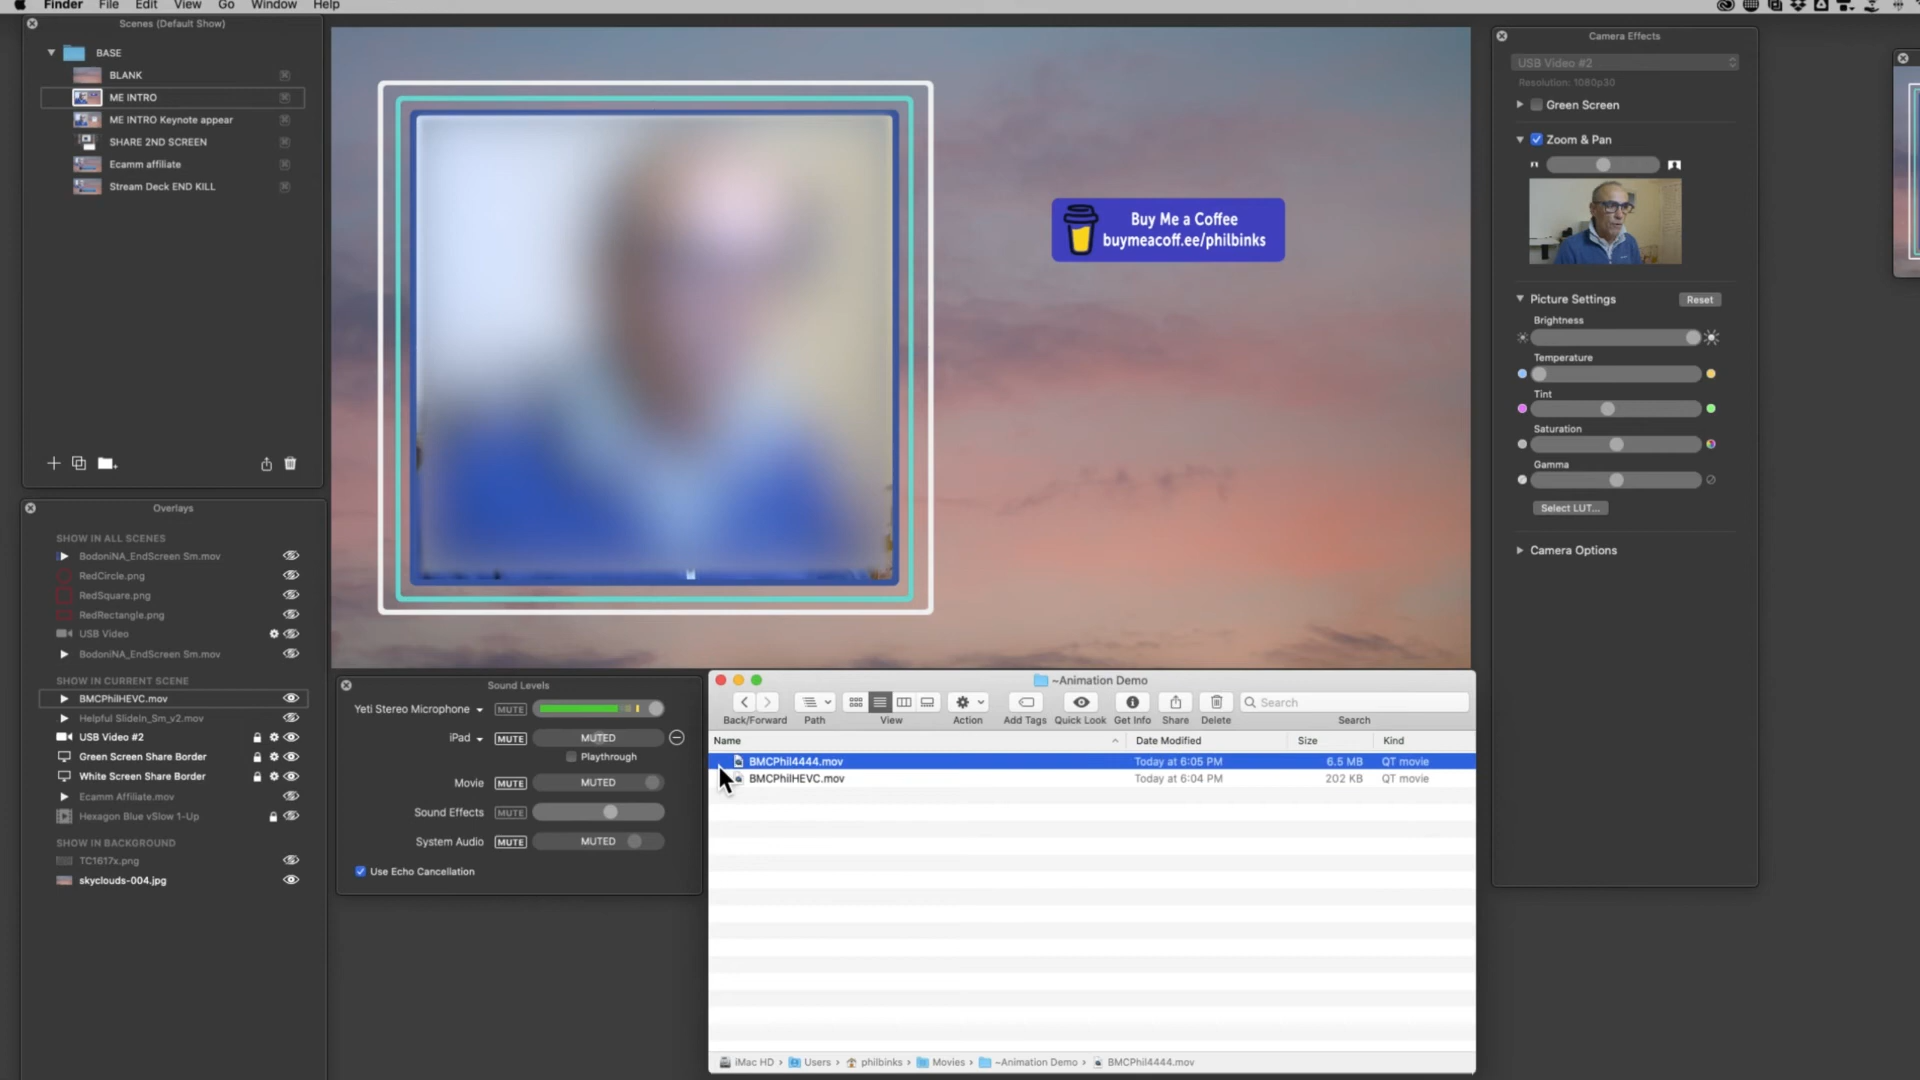 Finder File Edit View Go Window Help
Scenes (Default Show)
BASE
BLANK
ME INTRO
ME INTRO Keynote appear
SHARE 2ND SCREEN
Ecamm affiliate
Stream Deck END KILL
Overlays
SHOW IN ALL SCENES
BodoniNA_EndScreen Sm.mov
RedCircle.png
RedSquare.png
RedRectangle.png
USB Video
BodoniNA_EndScreen Sm.mov
SHOW IN CURRENT SCENE
BMCPhilHEVC.mov
Helpful SlideIn_Sm_v2.mov
USB Video #2
Green Screen Share Border
White Screen Share Border
Ecamm Affiliate.mov
Hexagon Blue vSlow 1-Up
SHOW IN BACKGROUND
TC1617x.png
skyclouds-004.jpg
Buy Me a Coffee
buymeacoff.ee/philbinks
Sound Levels
Yeti Stereo Microphone MUTE
iPad MUTE MUTED
Playthrough
Movie MUTE MUTED
Sound Effects MUTE
System Audio MUTE MUTED
Use Echo Cancellation
~Animation Demo
Search
Back/Forward Path View Action Add Tags Quick Look Get Info Share Delete Search
Name Date Modified Size Kind
BMCPhil4444.mov Today at 6:05 PM 6.5 MB QT movie
BMCPhilHEVC.mov Today at 6:04 PM 202 KB QT movie
iMac HD › Users › philbinks › Movies › ~Animation Demo › BMCPhil4444.mov
Camera Effects
USB Video #2
Resolution: 1080p30
Green Screen
Zoom & Pan
Picture Settings Reset
Brightness
Temperature
Tint
Saturation
Gamma
Select LUT...
Camera Options